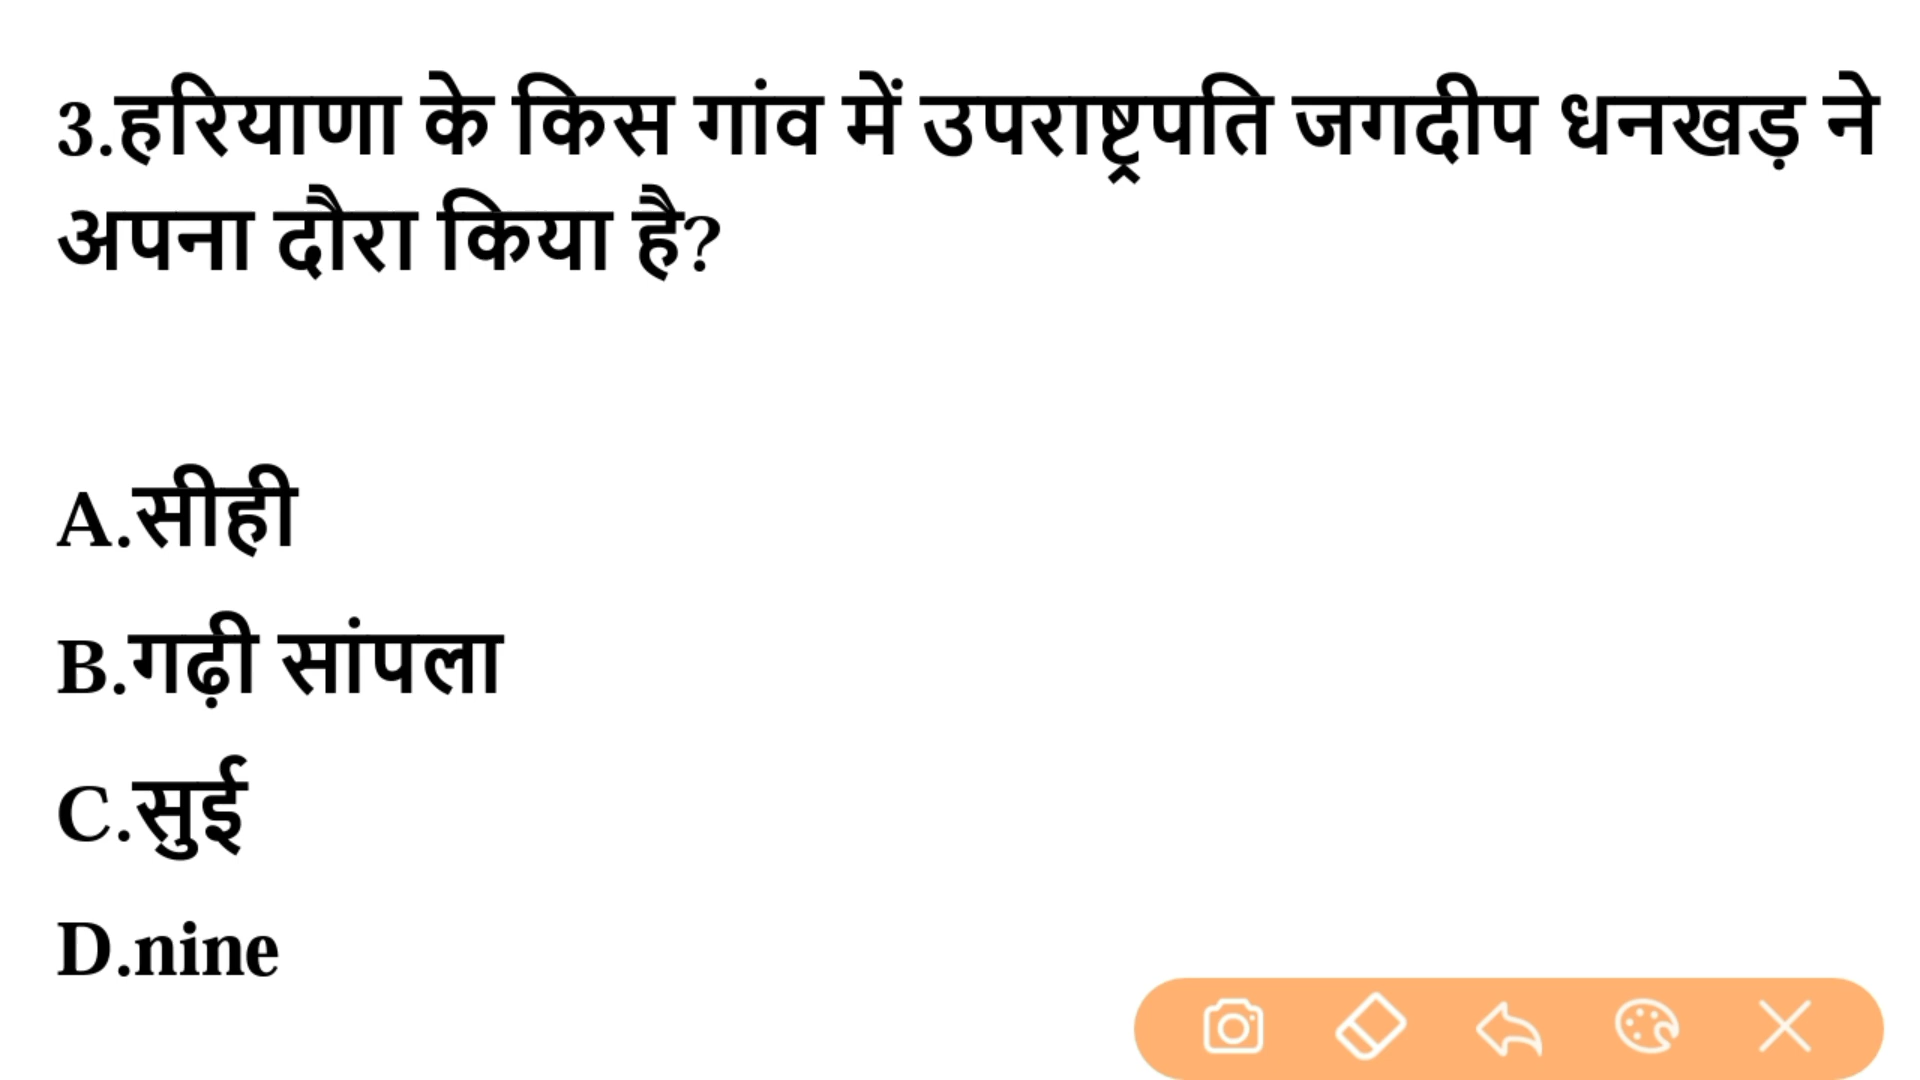 3.हरियाणा के किस गांव में उपराष्ट्रपति जगदीप धनखड़ ने
अपना दौरा किया है?
A.सीही
B.गढ़ी सांपला
C.सुई
D.nine